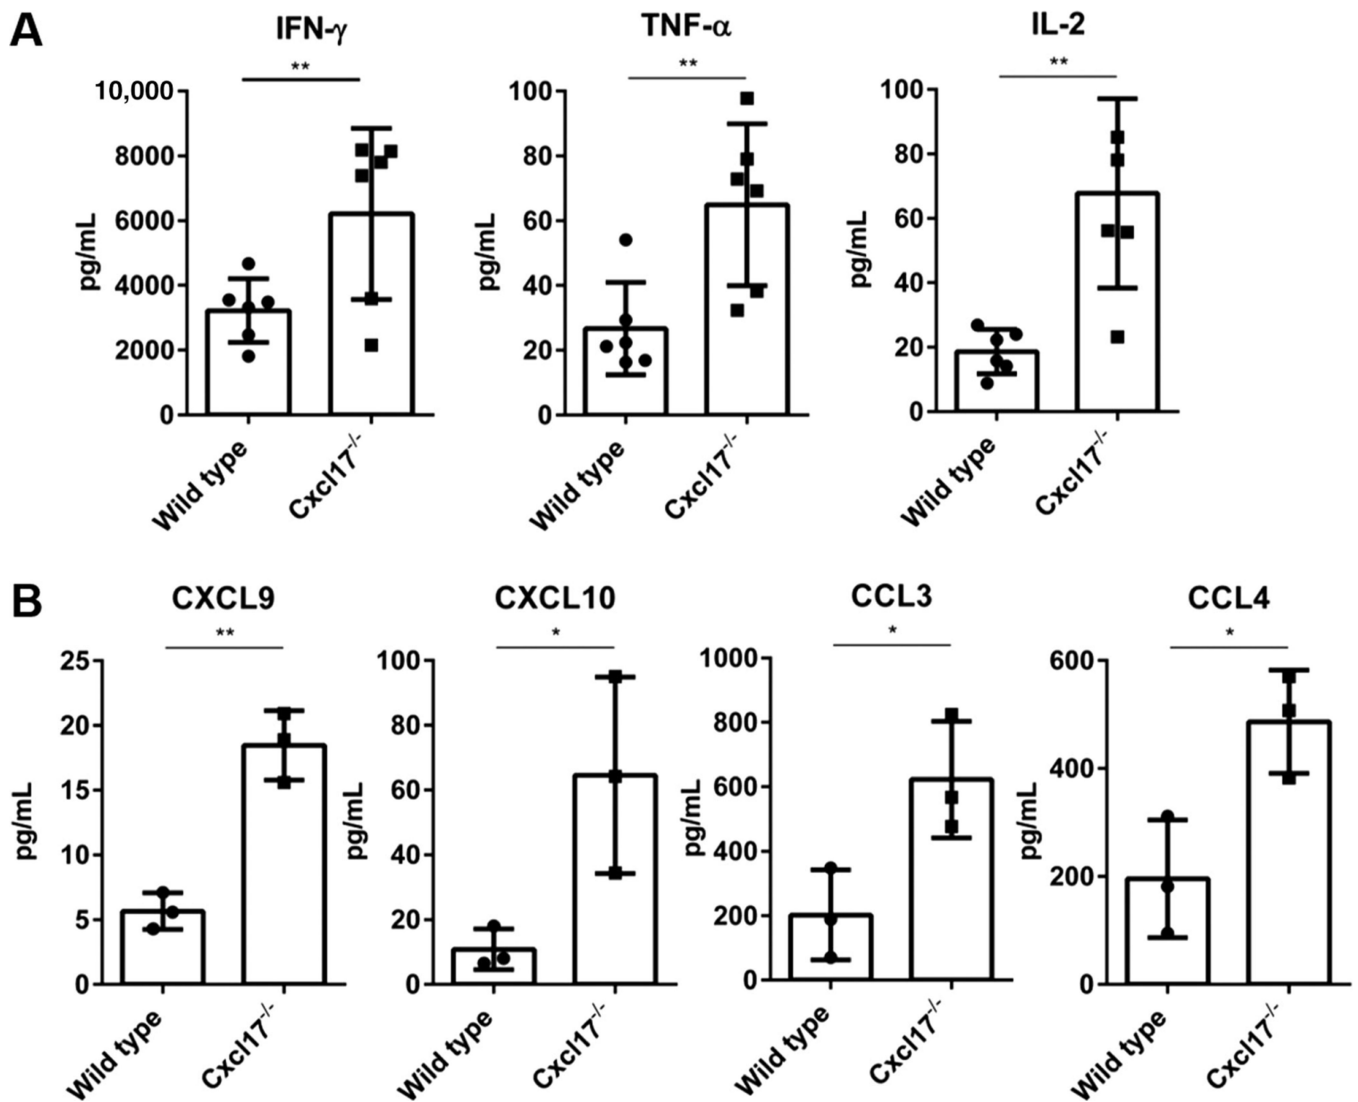 A
IFN-γ
TNF-α
IL-2
**
**
**
pg/mL
10,000
8000
6000
4000
2000
0
Wild type
Cxcl17-/-
pg/mL
100
80
60
40
20
0
Wild type
Cxcl17-/-
pg/mL
100
80
60
40
20
0
Wild type
Cxcl17-/-
B
CXCL9
CXCL10
CCL3
CCL4
**
*
*
*
pg/mL
25
20
15
10
5
0
Wild type
Cxcl17-/-
pg/mL
100
80
60
40
20
0
Wild type
Cxcl17-/-
pg/mL
1000
800
600
400
200
0
Wild type
Cxcl17-/-
pg/mL
600
400
200
0
Wild type
Cxcl17-/-